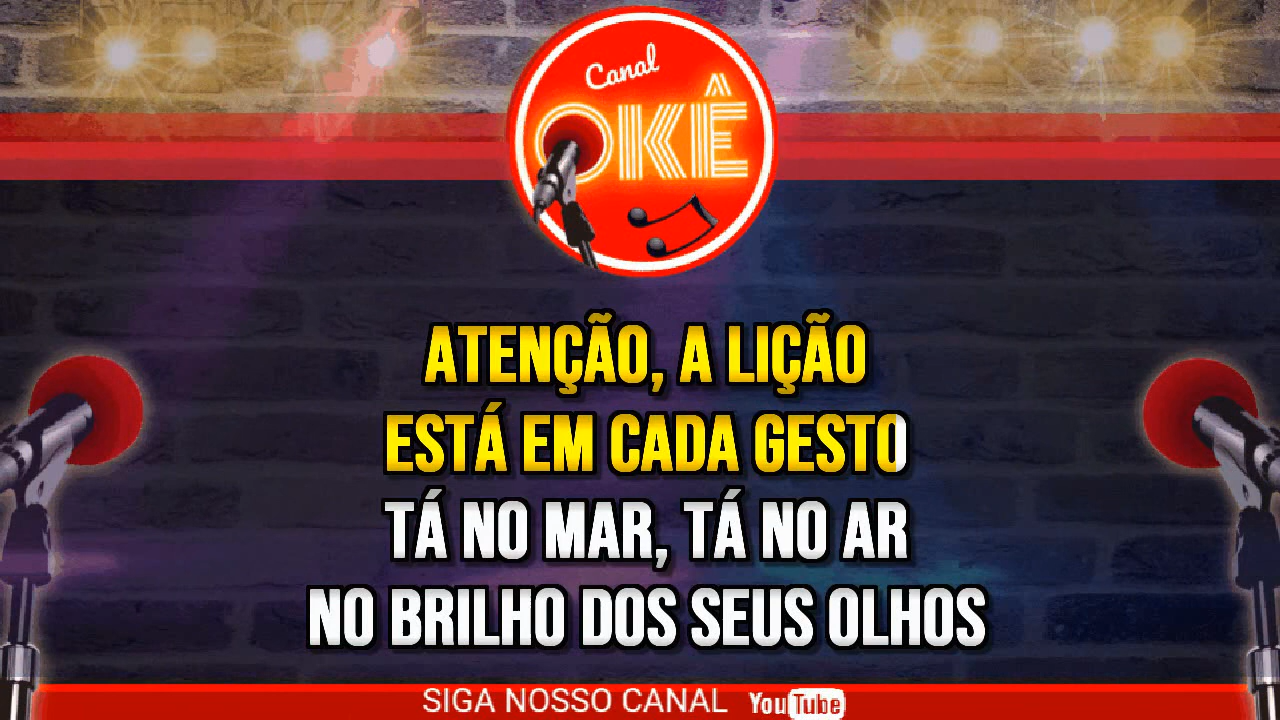 Canal
OKÊ
ATENÇÃO, A LIÇÃO
ESTÁ EM CADA GESTO
TÁ NO MAR, TÁ NO AR
NO BRILHO DOS SEUS OLHOS
SIGA NOSSO CANAL YouTube